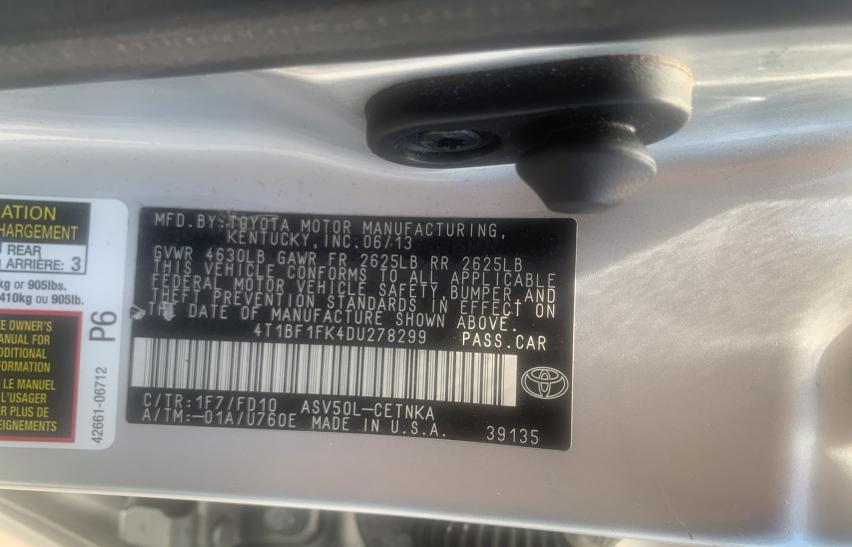 ATION
HARGEMENT
REAR
ARRIÈRE: 3
kg or 905lbs.
410kg ou 905lb.
E OWNER'S
ANUAL FOR
DDITIONAL
FORMATION
LE MANUEL
L'USAGER
R PLUS DE
EIGNEMENTS
P6
42661-06712
MFD. BY: TOYOTA MOTOR MANUFACTURING,
KENTUCKY, INC. 06/13
GVWR 4630LB GAWR FR 2625LB RR 2625LB
THIS VEHICLE CONFORMS TO ALL APPLICABLE
FEDERAL MOTOR VEHICLE SAFETY, BUMPER, AND
THEFT PREVENTION STANDARDS IN EFFECT ON
THE DATE OF MANUFACTURE SHOWN ABOVE.
4T1BF1FK4DU278299 PASS.CAR
C/TR: 1F7/FD10 ASV50L-CETNKA
A/TM: -01A/U760E MADE IN U.S.A. 39135